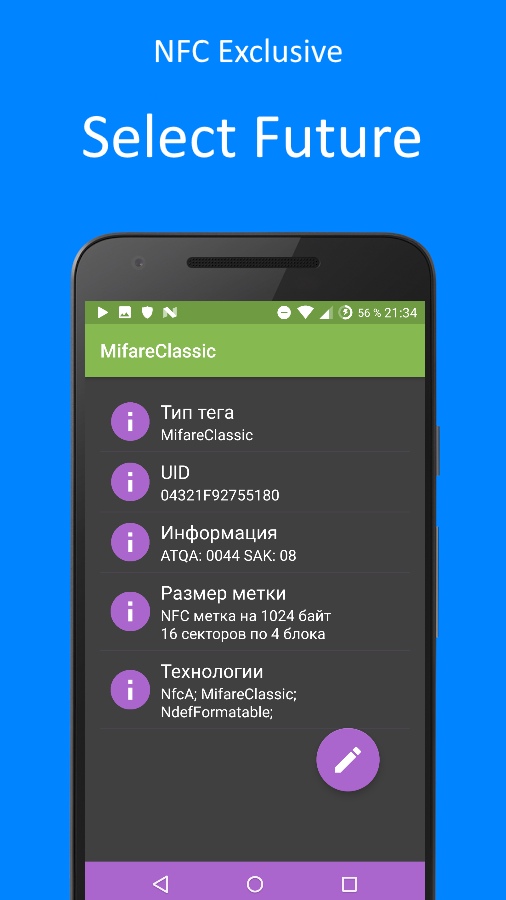 NFC Exclusive
Select Future
56 % 21:34
MifareClassic
Тип тега
MifareClassic
UID
04321F92755180
Информация
ATQA: 0044 SAK: 08
Размер метки
NFC метка на 1024 байт
16 секторов по 4 блока
Технологии
NfcA; MifareClassic;
NdefFormatable;